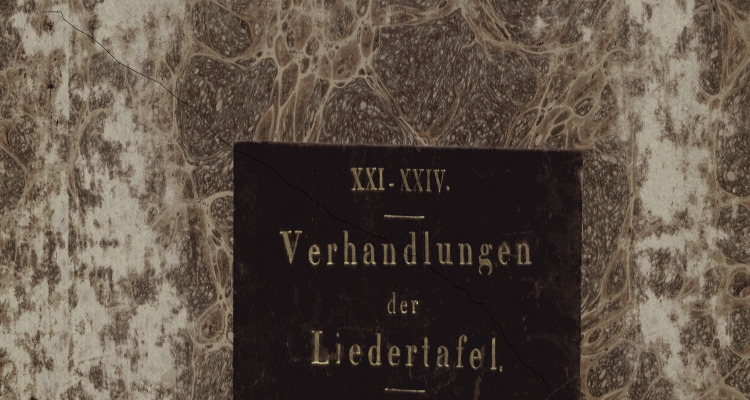 XXI-XXIV.
Verhandlungen
der
Liedertafel.